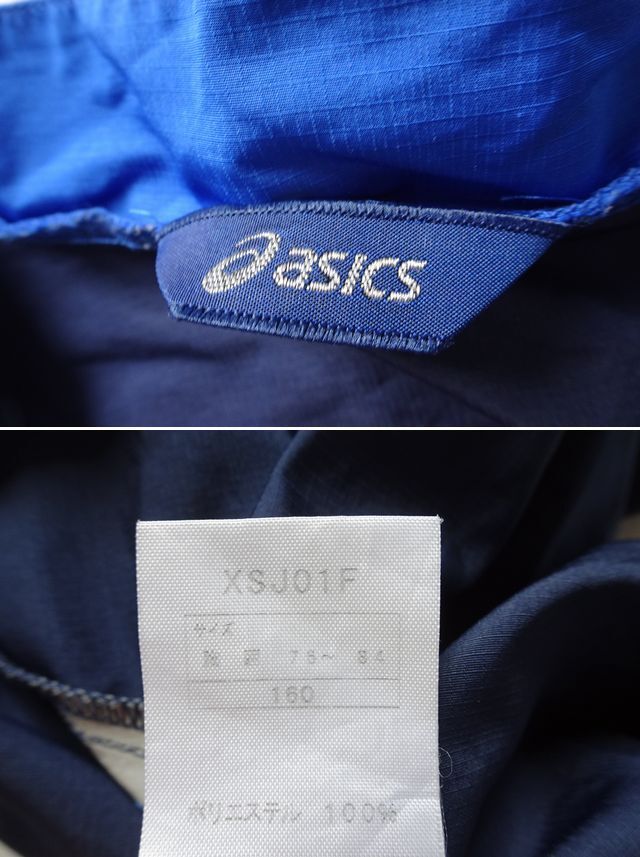 asics
XSJ01F
サイズ
胸囲 76～84
160
ポリエステル 100%